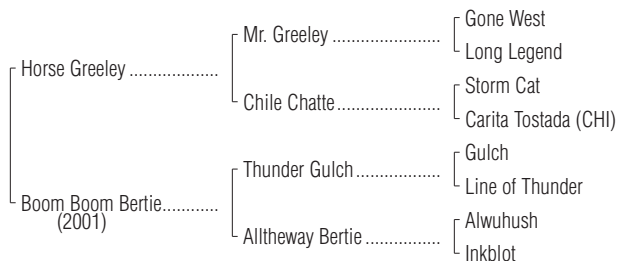 Gone West
Mr. Greeley ........................
Long Legend
Horse Greeley ...................
Storm Cat
Chile Chatte.......................
Carita Tostada (CHI)
Gulch
Thunder Gulch...................
Line of Thunder
Boom Boom Bertie............
(2001)
Alwuhush
Alltheway Bertie .................
Inkblot